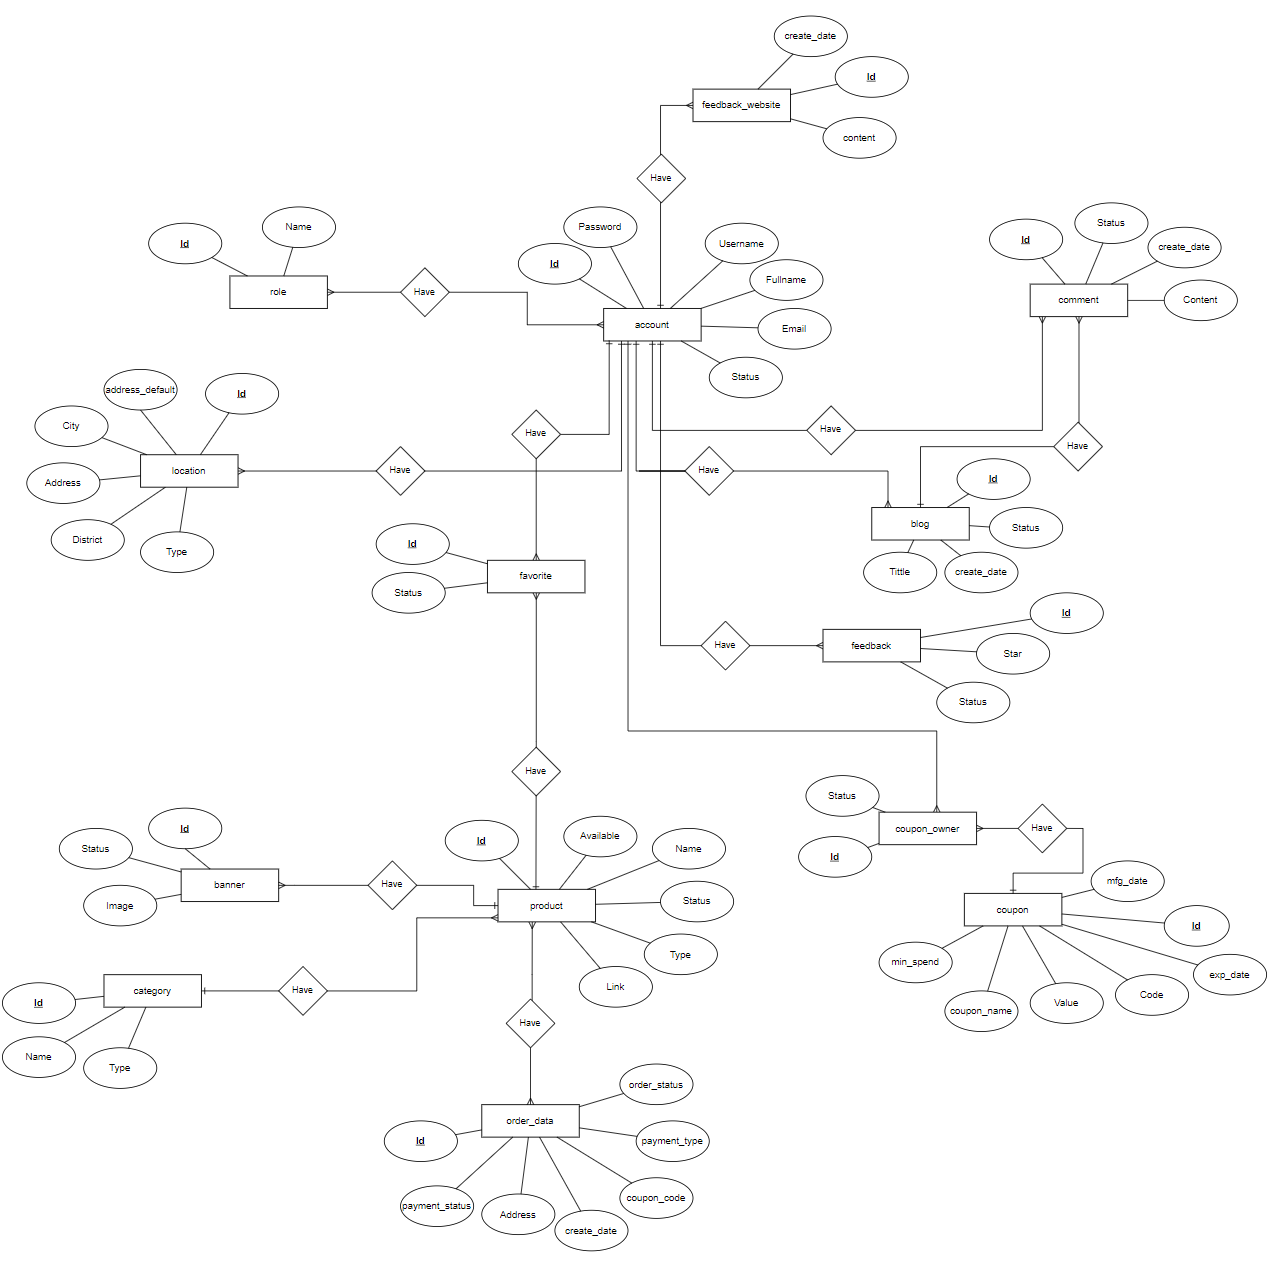 create_date
Id
feedback_website
content
Have
Name
Id
Password
Username
Id
Fullname
role
Have
account
Email
Status
Status
Id
create_date
comment
Content
address_default
Id
City
location
Address
District
Type
Have
Have
Have
Have
Have
Id
blog
Status
Tittle
create_date
Id
Status
favorite
Id
Have
feedback
Star
Status
Have
Status
coupon_owner
Have
Id
mfg_date
coupon
Id
min_spend
exp_date
coupon_name
Value
Code
Id
Status
banner
Have
Image
Id
Available
Name
product
Status
Type
Link
category
Have
Id
Name
Type
Have
order_status
order_data
Id
payment_type
payment_status
Address
coupon_code
create_date